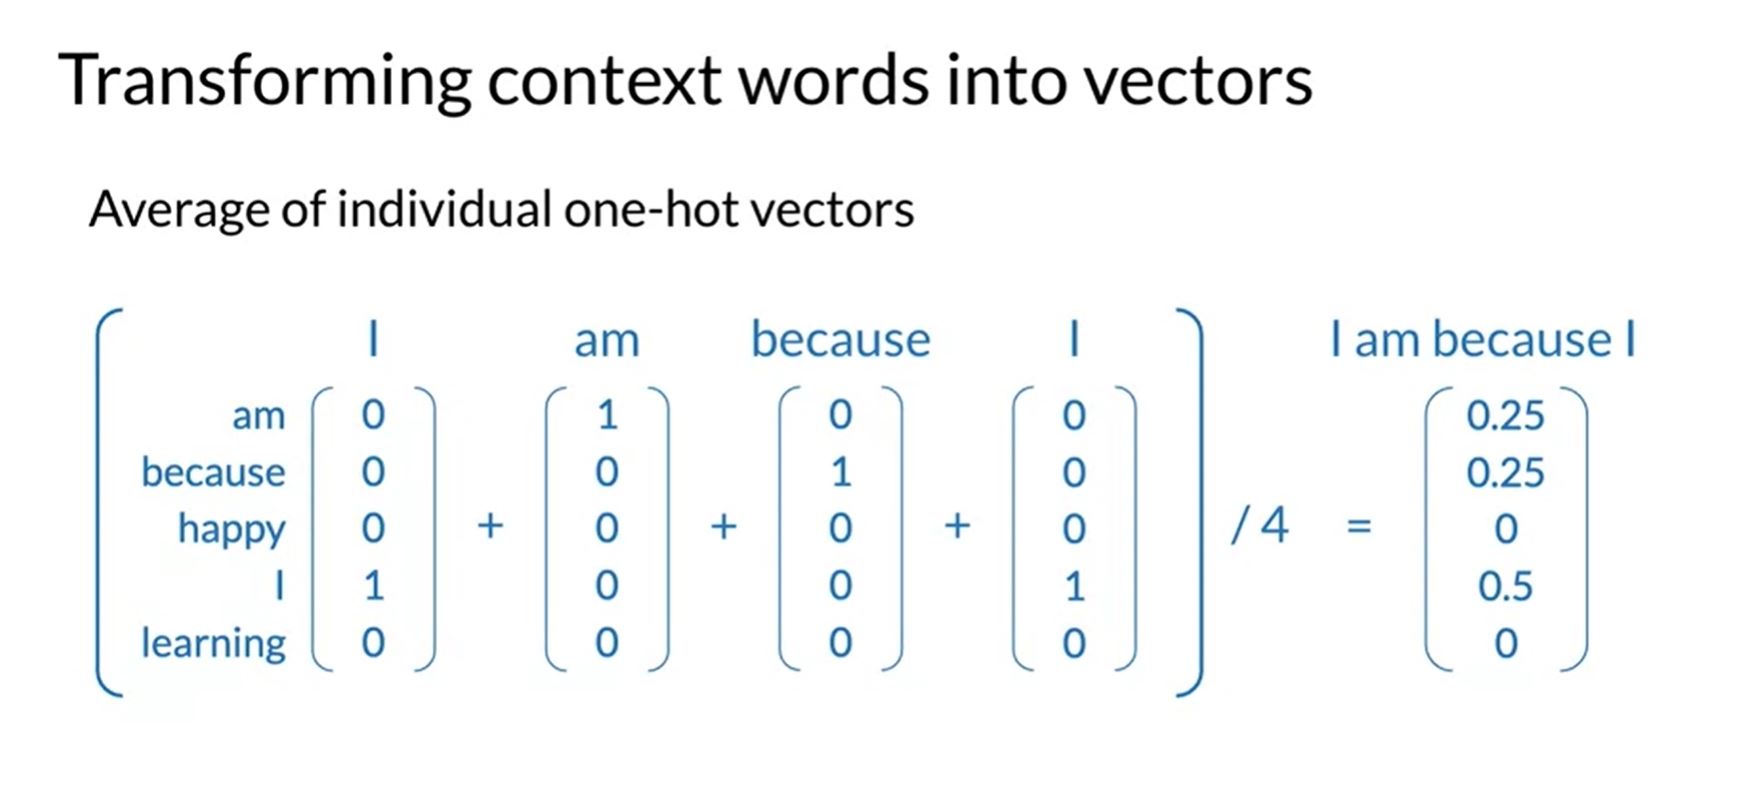 Transforming context words into vectors
Average of individual one-hot vectors
I am because I I am because I
am 0 1 0 0 0.25
because 0 0 1 0 0.25
happy 0 + 0 + 0 + 0 / 4 = 0
I 1 0 0 1 0.5
learning 0 0 0 0 0